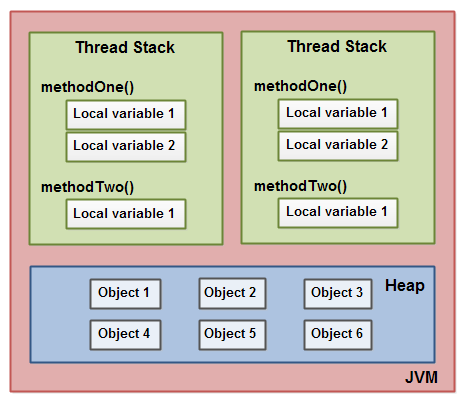 Thread Stack
methodOne()
Local variable 1
Local variable 2
methodTwo()
Local variable 1
Thread Stack
methodOne()
Local variable 1
Local variable 2
methodTwo()
Local variable 1
Heap
Object 1 Object 2 Object 3
Object 4 Object 5 Object 6
JVM